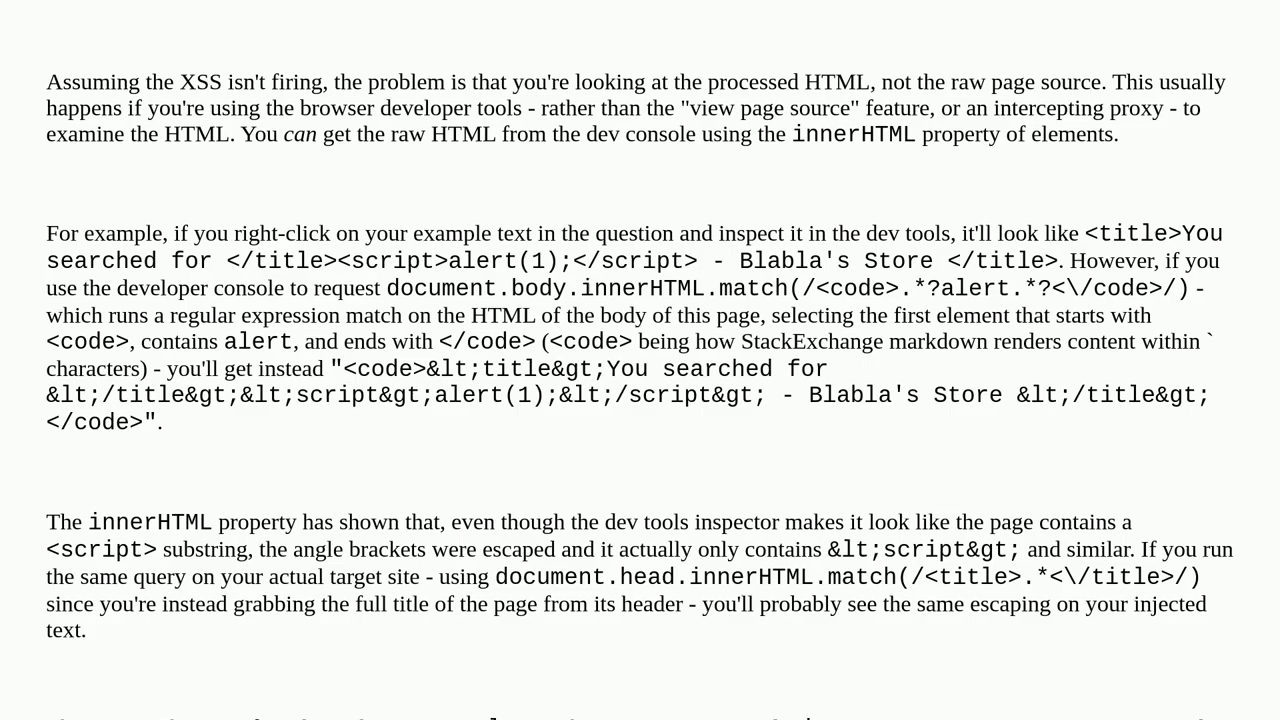 Assuming the XSS isn't firing, the problem is that you're looking at the processed HTML, not the raw page source. This usually
happens if you're using the browser developer tools - rather than the "view page source" feature, or an intercepting proxy - to
examine the HTML. You can get the raw HTML from the dev console using the innerHTML property of elements.
For example, if you right-click on your example text in the question and inspect it in the dev tools, it'll look like <title>You
searched for </title><script>alert(1);</script> - Blabla's Store </title>. However, if you
use the developer console to request document.body.innerHTML.match(/<code>.*?alert.*?<\/code>/) -
which runs a regular expression match on the HTML of the body of this page, selecting the first element that starts with
<code>, contains alert, and ends with </code> (<code> being how StackExchange markdown renders content within `
characters) - you'll get instead "<code>&lt;title&gt;You searched for
&lt;/title&gt;&lt;script&gt;alert(1);&lt;/script&gt; - Blabla's Store &lt;/title&gt;
</code>".
The innerHTML property has shown that, even though the dev tools inspector makes it look like the page contains a
<script> substring, the angle brackets were escaped and it actually only contains &lt;script&gt; and similar. If you run
the same query on your actual target site - using document.head.innerHTML.match(/<title>.*<\/title>/)
since you're instead grabbing the full title of the page from its header - you'll probably see the same escaping on your injected
text.